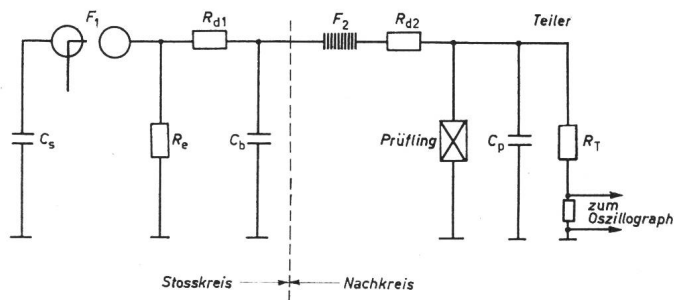 F1
Rd1
F2
Rd2
Teiler
Cs
Re
Cb
Prüfling
Cp
RT
zum
Oszillograph
Stosskreis
Nachkreis